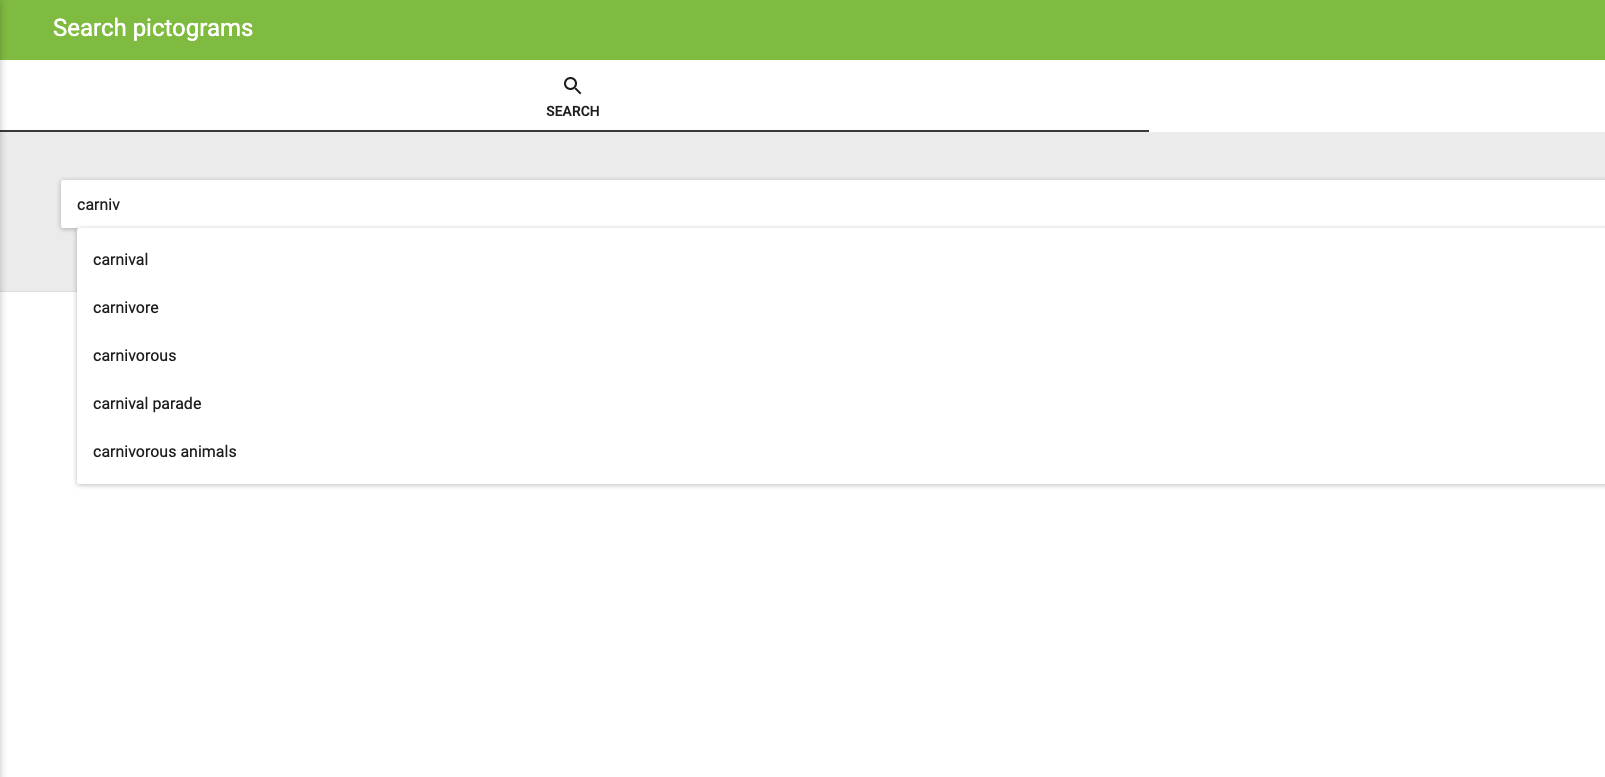 Search pictograms
SEARCH
carniv
carnival
carnivore
carnivorous
carnival parade
carnivorous animals